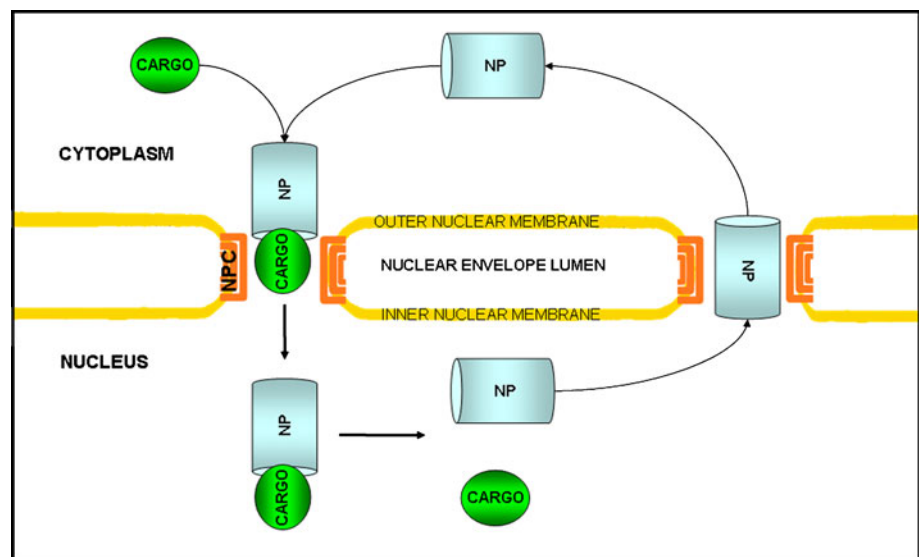 CARGO
NP
CYTOPLASM
NP
OUTER NUCLEAR MEMBRANE
NPC
CARGO
NUCLEAR ENVELOPE LUMEN
NP
INNER NUCLEAR MEMBRANE
NUCLEUS
NP
NP
CARGO
CARGO